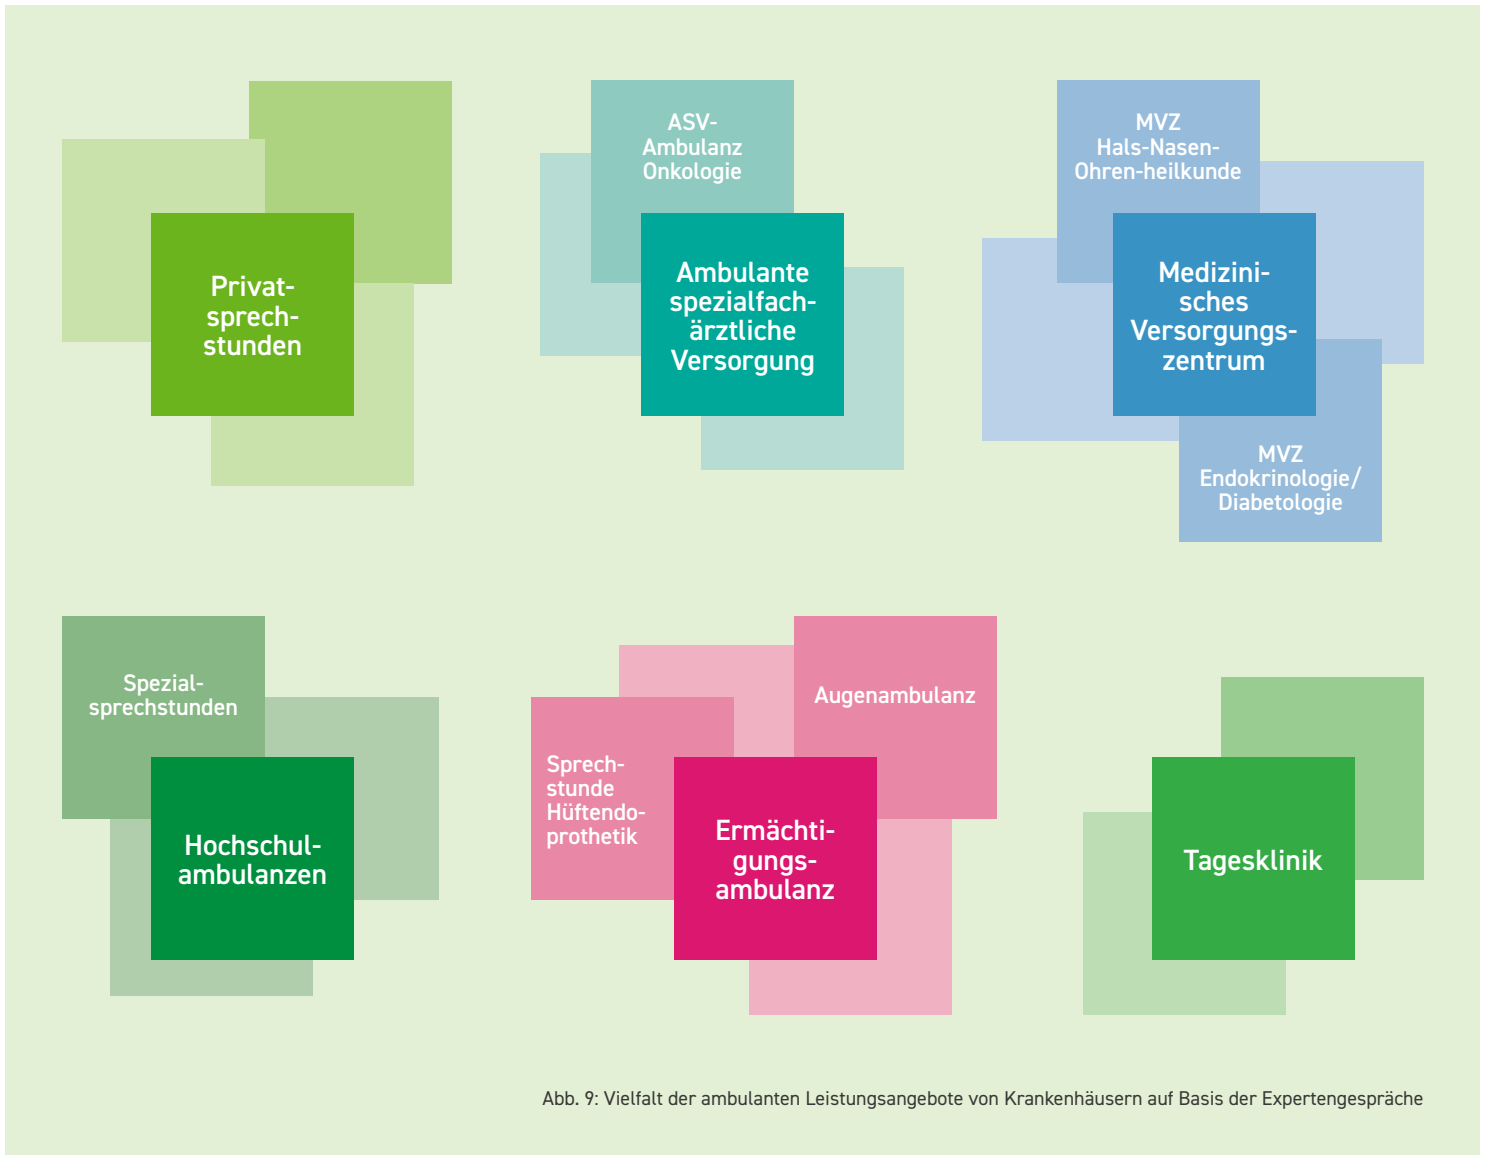 Privat-
sprech-
stunden
ASV-
Ambulanz
Onkologie
Ambulante
spezialfach-
ärztliche
Versorgung
MVZ
Hals-Nasen-
Ohren-heilkunde
Medizini-
sches
Versorgungs-
zentrum
MVZ
Endokrinologie/
Diabetologie
Spezial-
sprechstunden
Hochschul-
ambulanzen
Sprech-
stunde
Hüftendo-
prothetik
Augenambulanz
Ermächti-
gungs-
ambulanz
Tagesklinik
Abb. 9: Vielfalt der ambulanten Leistungsangebote von Krankenhäusern auf Basis der Expertengespräche